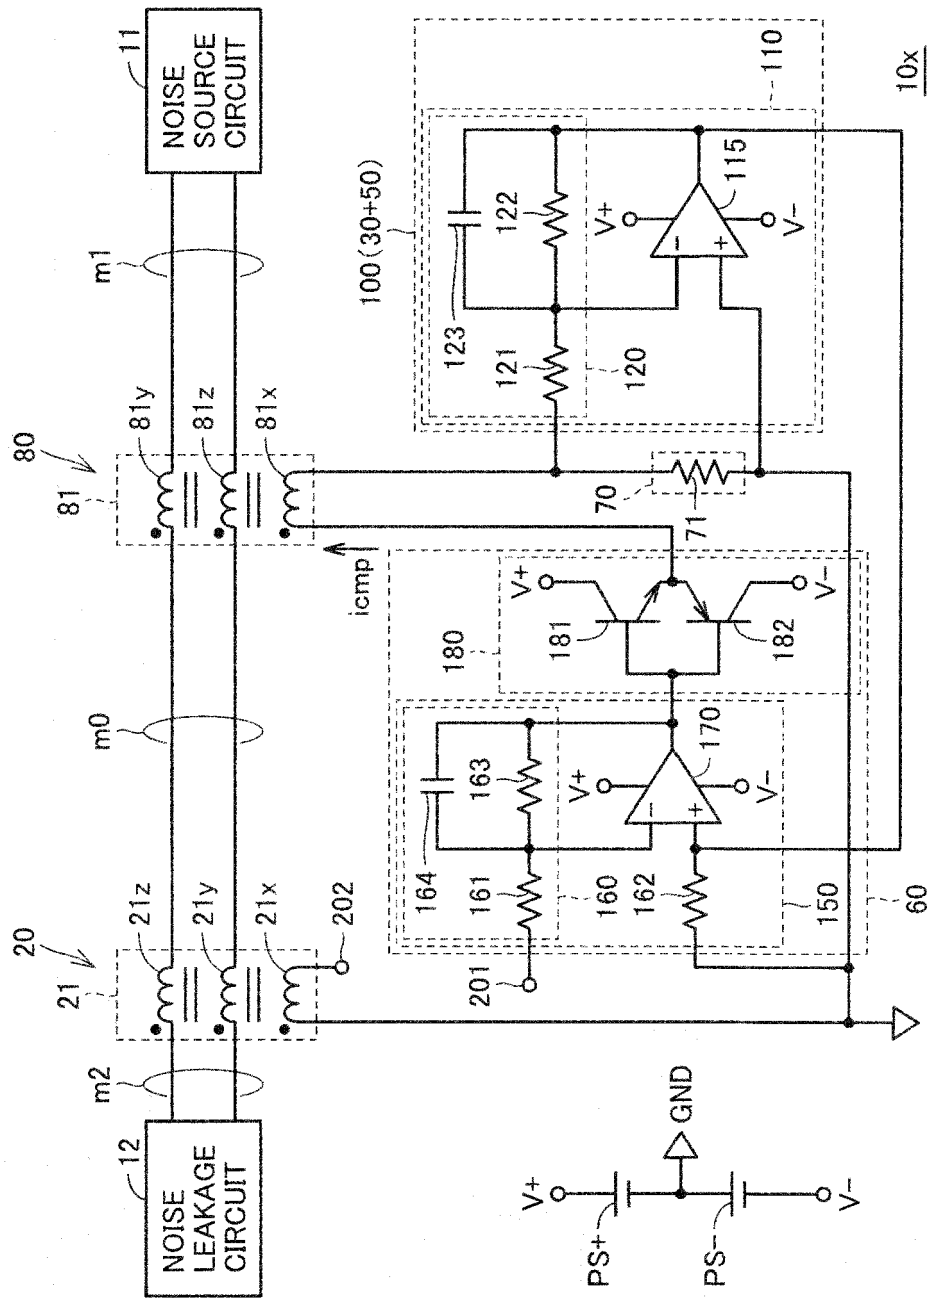 NOISE
LEAKAGE
CIRCUIT
12
m2
20
21
21z
21y
21x
202
m0
80
81
81y
81z
81x
m1
NOISE
SOURCE
CIRCUIT
11
icmp
201
164
161
163
160
162
150
60
170
V+
V-
180
181
182
V+
V-
70
71
100(30+50)
123
121
122
120
110
115
V+
V-
V+
PS+
GND
PS-
V-
10x